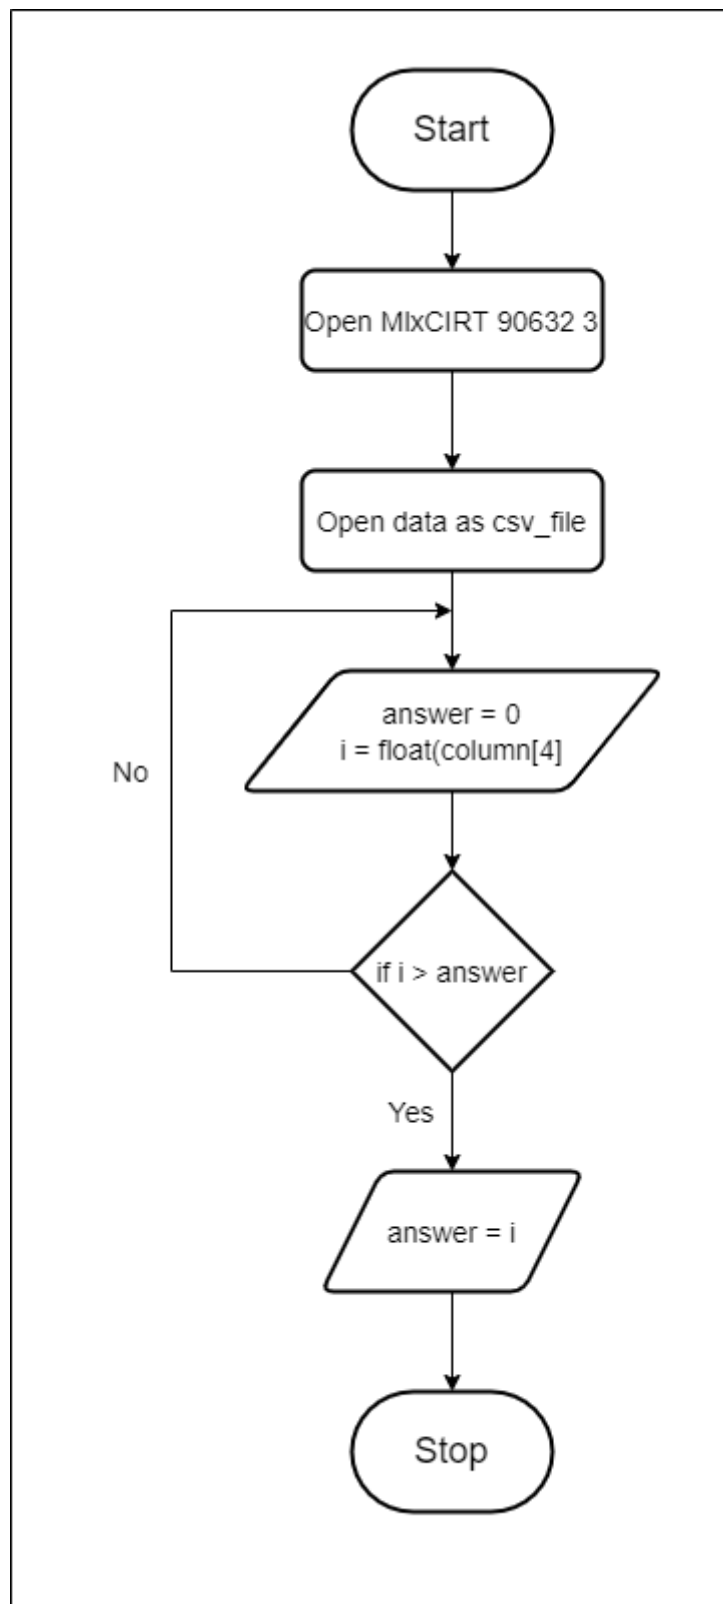 Start
Open MlxCIRT 90632 3
Open data as csv_file
answer = 0
i = float(column[4]
No
if i > answer
Yes
answer = i
Stop